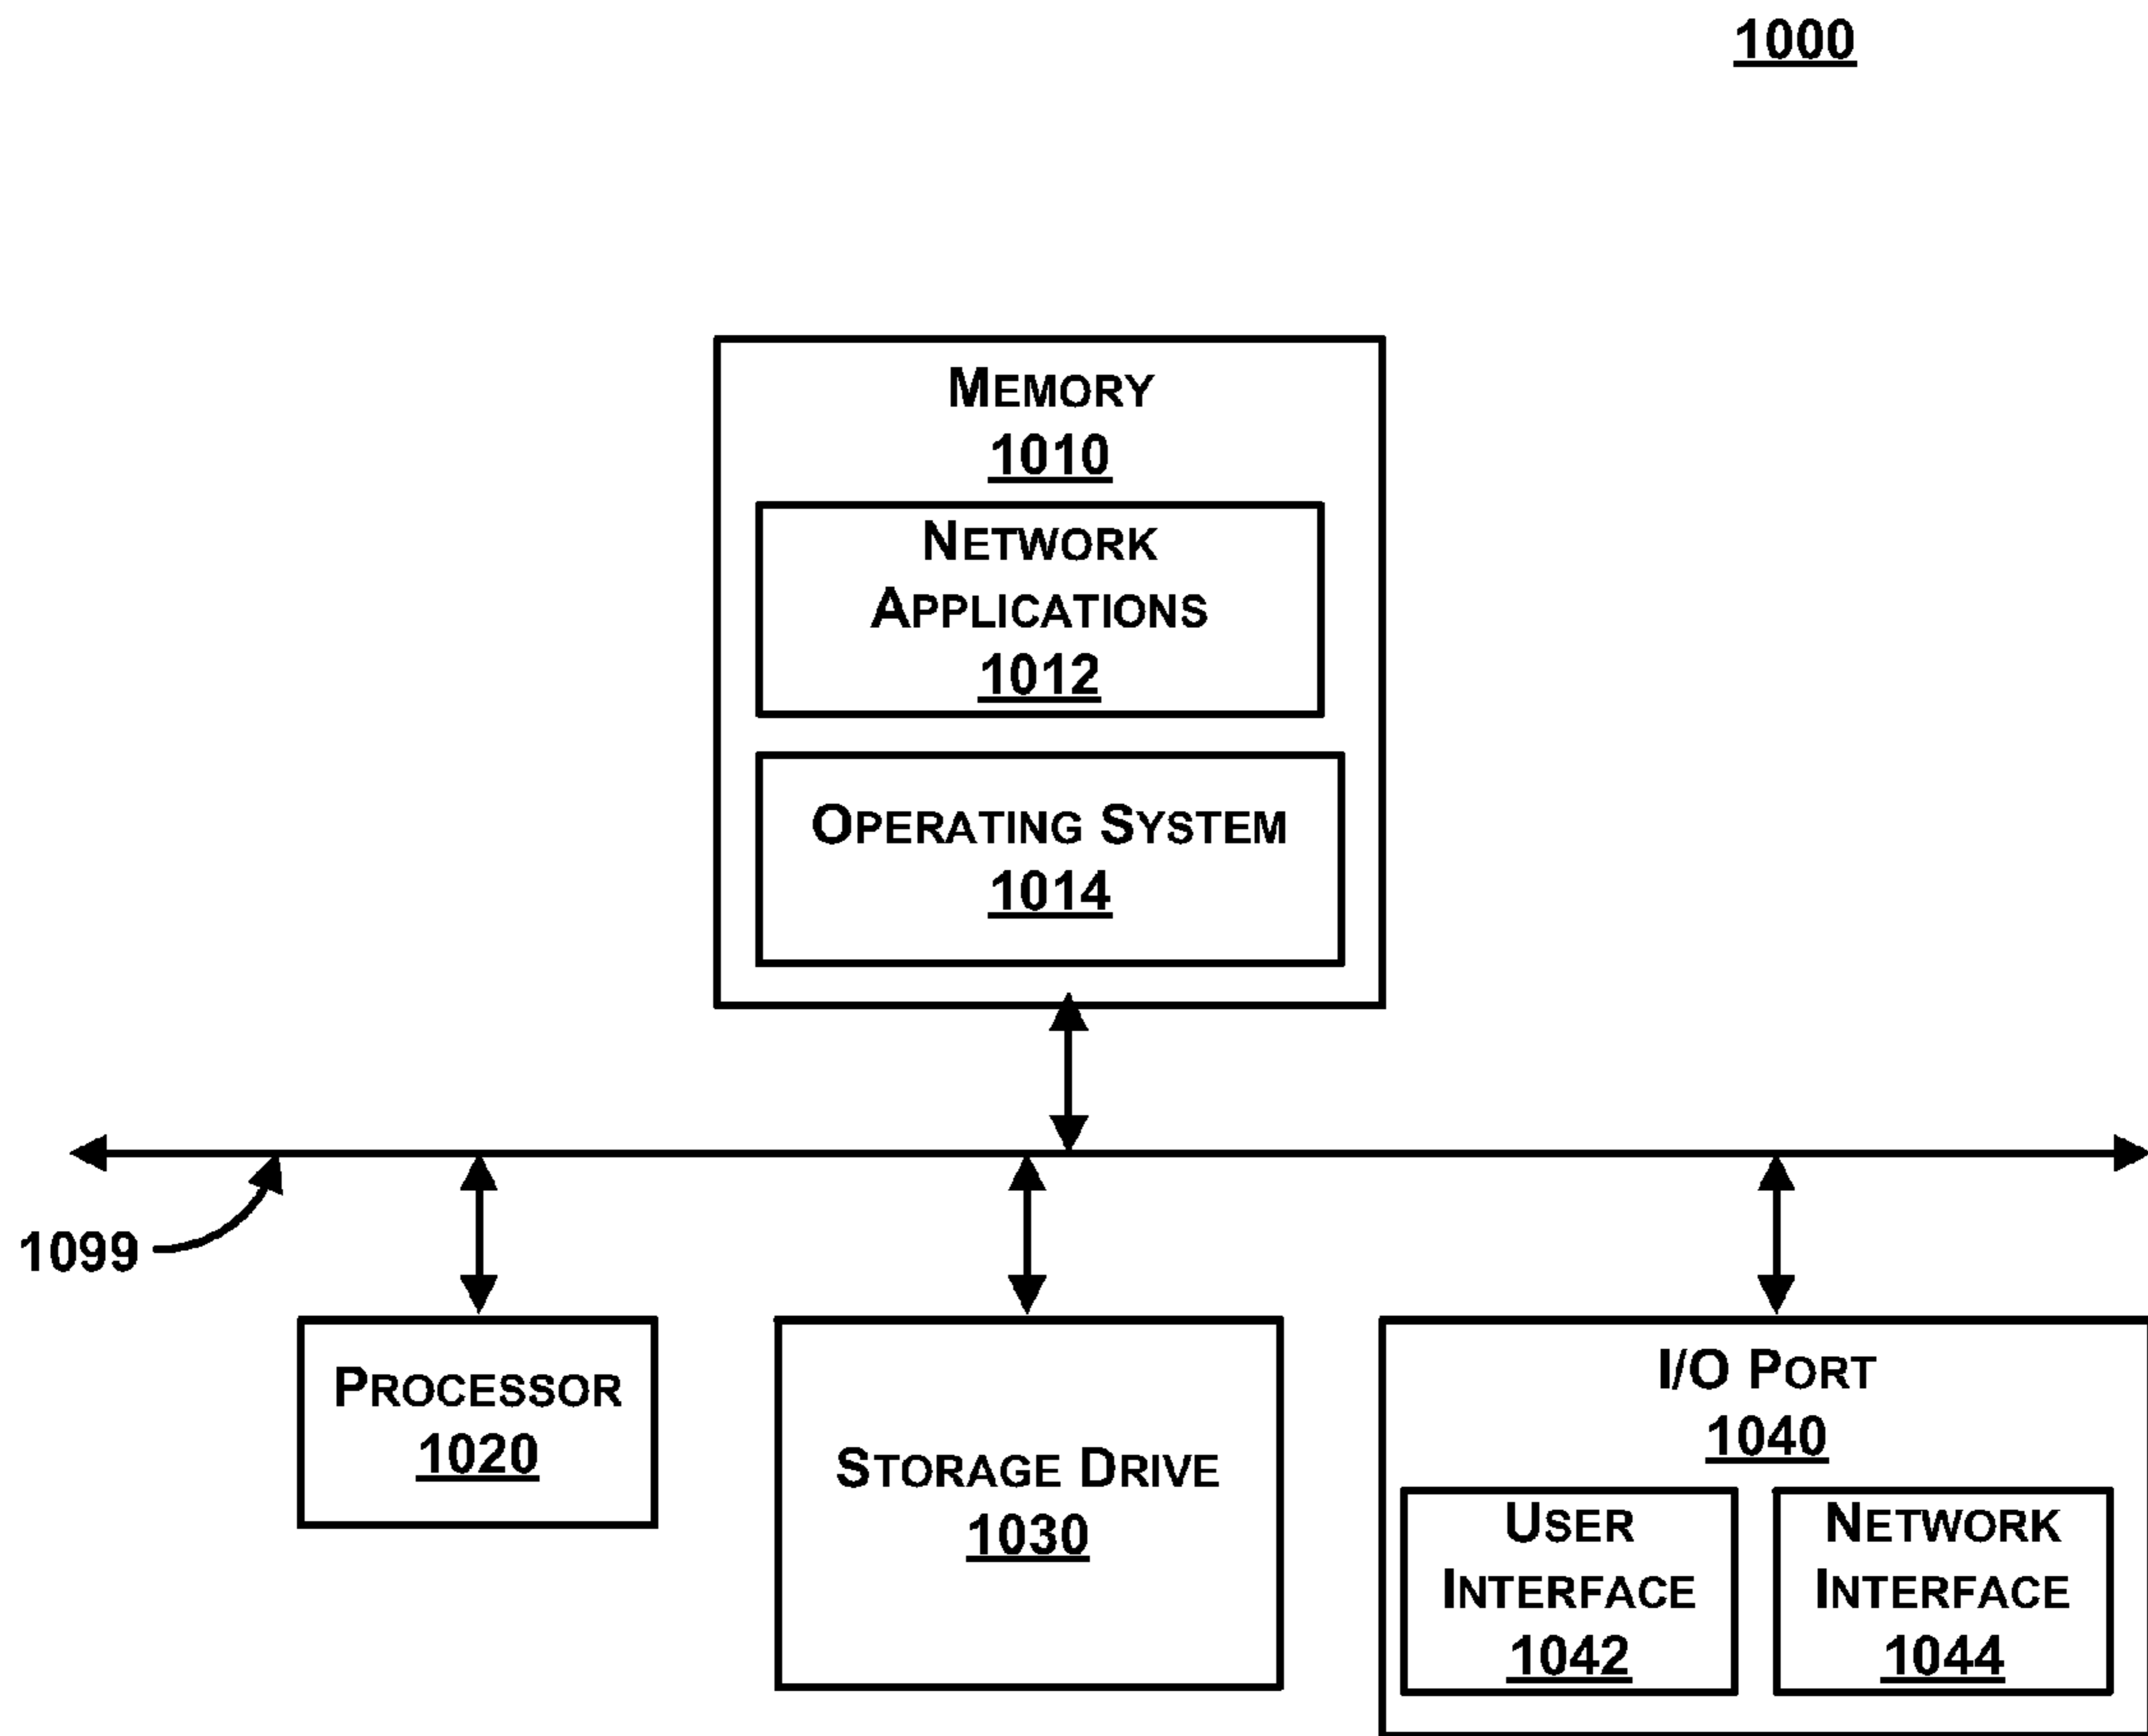 1000
MEMORY
1010
NETWORK
APPLICATIONS
1012
OPERATING SYSTEM
1014
1099
PROCESSOR
1020
STORAGE DRIVE
1030
I/O PORT
1040
USER
INTERFACE
1042
NETWORK
INTERFACE
1044